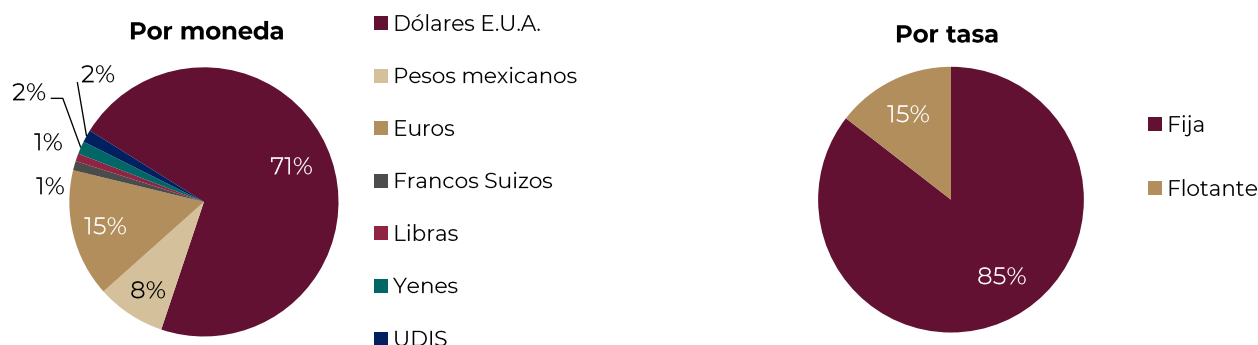 Por moneda
Dólares E.U.A.
Pesos mexicanos
Euros
Francos Suizos
Libras
Yenes
UDIS
2%
2%
1%
1%
15%
8%
71%
Por tasa
15%
85%
Fija
Flotante